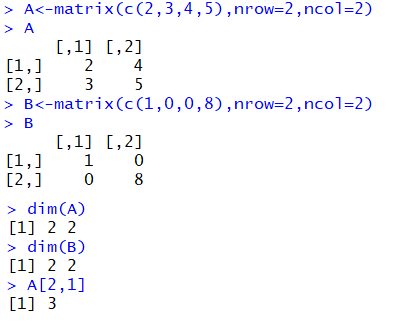 > A<-matrix(c(2,3,4,5),nrow=2,ncol=2)
> A
     [,1] [,2]
[1,]    2    4
[2,]    3    5
> B<-matrix(c(1,0,0,8),nrow=2,ncol=2)
> B
     [,1] [,2]
[1,]    1    0
[2,]    0    8
> dim(A)
[1] 2 2
> dim(B)
[1] 2 2
> A[2,1]
[1] 3